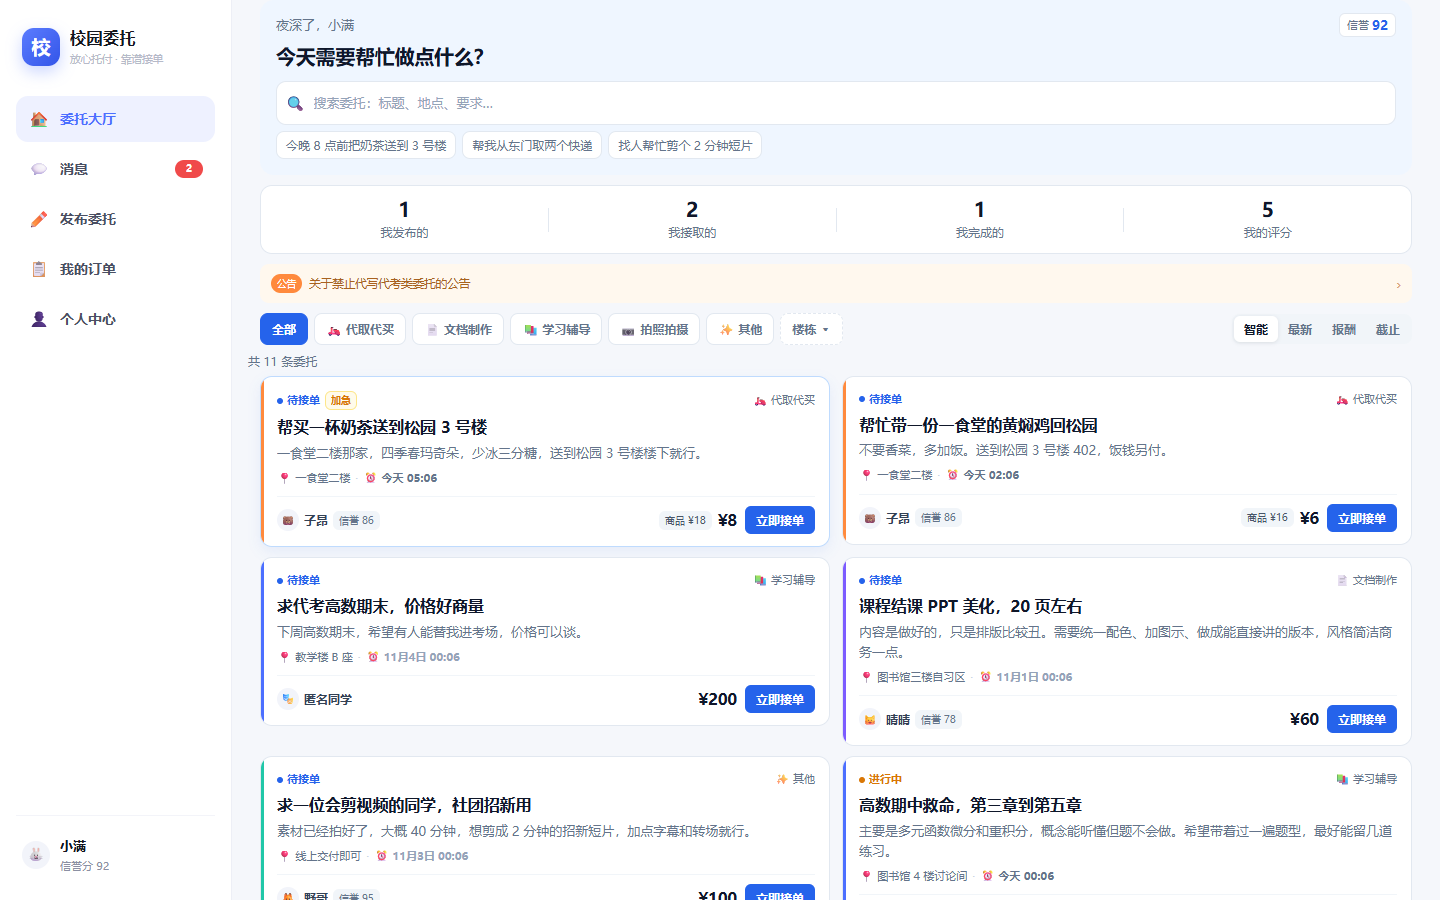 校
校园委托
放心托付 · 靠谱接单
委托大厅
消息
2
发布委托
我的订单
个人中心
小满
信誉分 92
夜深了，小满
信誉 92
今天需要帮忙做点什么？
搜索委托：标题、地点、要求...
今晚 8 点前把奶茶送到 3 号楼
帮我从东门取两个快递
找人帮忙剪个 2 分钟短片
1
我发布的
2
我接取的
1
我完成的
5
我的评分
公告
关于禁止代写代考类委托的公告
›
全部
代取代买
文档制作
学习辅导
拍照拍摄
其他
楼栋
智能
最新
报酬
截止
共 11 条委托
待接单
加急
代取代买
帮买一杯奶茶送到松园 3 号楼
一食堂二楼那家，四季春玛奇朵，少冰三分糖，送到松园 3 号楼楼下就行。
一食堂二楼 · 今天 05:06
子昂
信誉 86
商品 ¥18
¥8
立即接单
待接单
代取代买
帮忙带一份一食堂的黄焖鸡回松园
不要香菜，多加饭。送到松园 3 号楼 402，饭钱另付。
一食堂二楼 · 今天 02:06
子昂
信誉 86
商品 ¥16
¥6
立即接单
待接单
学习辅导
求代考高数期末，价格好商量
下周高数期末，希望有人能替我进考场，价格可以谈。
教学楼 B 座 · 11月4日 00:06
匿名同学
¥200
立即接单
待接单
文档制作
课程结课 PPT 美化，20 页左右
内容是做好的，只是排版比较丑。需要统一配色、加图示、做成能直接讲的版本，风格简洁商
务一点。
图书馆三楼自习区 · 11月1日 00:06
晴晴
信誉 78
¥60
立即接单
待接单
其他
求一位会剪视频的同学，社团招新用
素材已经拍好了，大概 40 分钟，想剪成 2 分钟的招新短片，加点字幕和转场就行。
线上交付即可 · 11月3日 00:06
野哥
信誉 95
¥100
立即接单
进行中
学习辅导
高数期中救命，第三章到第五章
主要是多元函数微分和重积分，概念能听懂但题不会做。希望带着过一遍题型，最好能留几道
练习。
图书馆 4 楼讨论间 · 今天 00:06